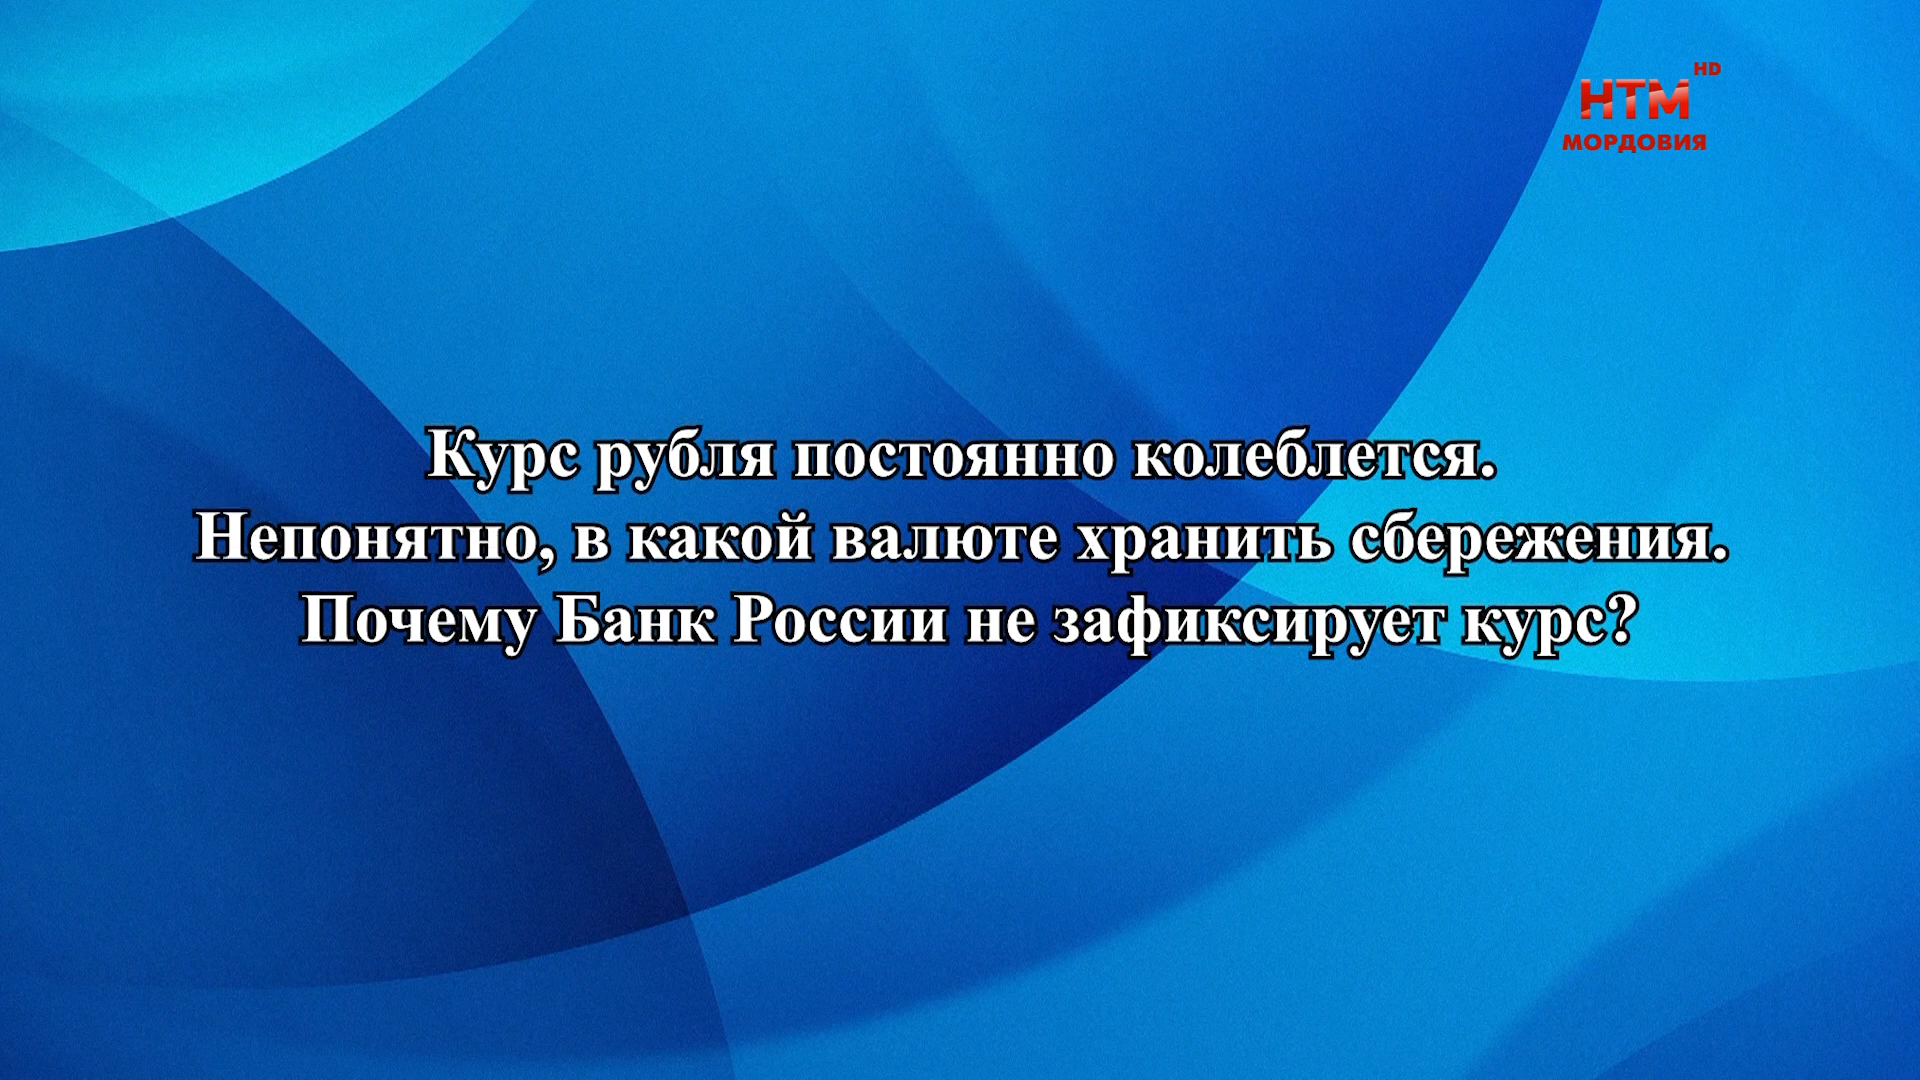 HD
НТМ
МОРДОВИЯ
Курс рубля постоянно колеблется.
Непонятно, в какой валюте хранить сбережения.
Почему Банк России не зафиксирует курс?